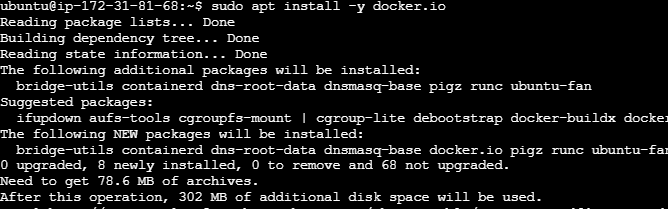 ubuntu@ip-172-31-81-68:~$ sudo apt install -y docker.io
Reading package lists... Done
Building dependency tree... Done
Reading state information... Done
The following additional packages will be installed:
  bridge-utils containerd dns-root-data dnsmasq-base pigz runc ubuntu-fan
Suggested packages:
  ifupdown aufs-tools cgroupfs-mount | cgroup-lite debootstrap docker-buildx docke
The following NEW packages will be installed:
  bridge-utils containerd dns-root-data dnsmasq-base docker.io pigz runc ubuntu-fan
0 upgraded, 8 newly installed, 0 to remove and 68 not upgraded.
Need to get 78.6 MB of archives.
After this operation, 302 MB of additional disk space will be used.